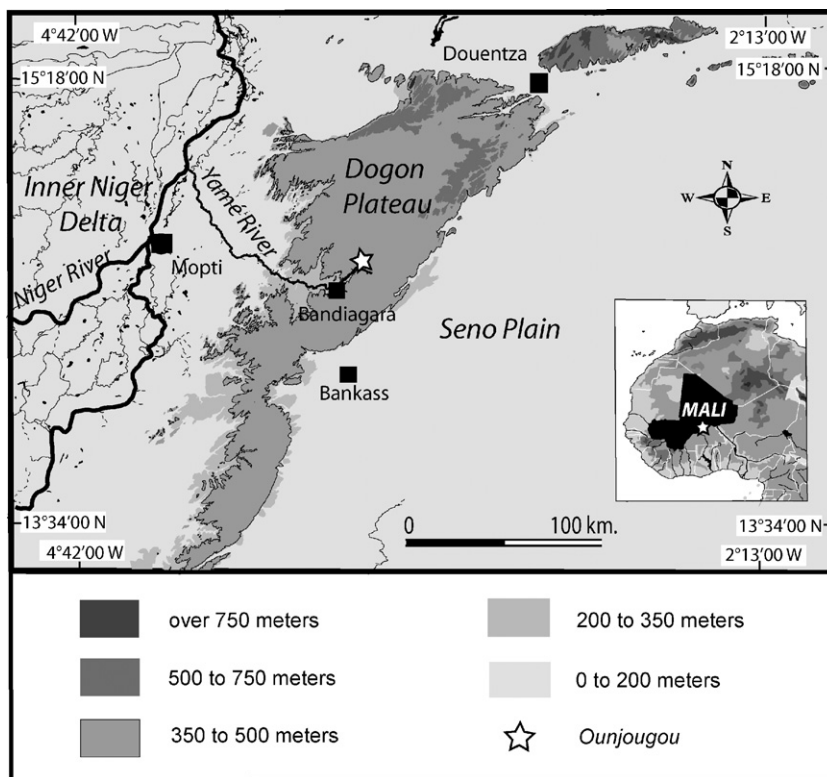 4°42'00 W
2°13'00 W
15°18'00 N
15°18'00 N
Douentza
Inner Niger
Delta
Yamé River
Dogon
Plateau
N
W
E
S
Niger River
Mopti
Bandiagara
Seno Plain
Bankass
MALI
13°34'00 N
0
100 km.
13°34'00 N
4°42'00 W
2°13'00 W
over 750 meters
200 to 350 meters
500 to 750 meters
0 to 200 meters
350 to 500 meters
Ounjougou